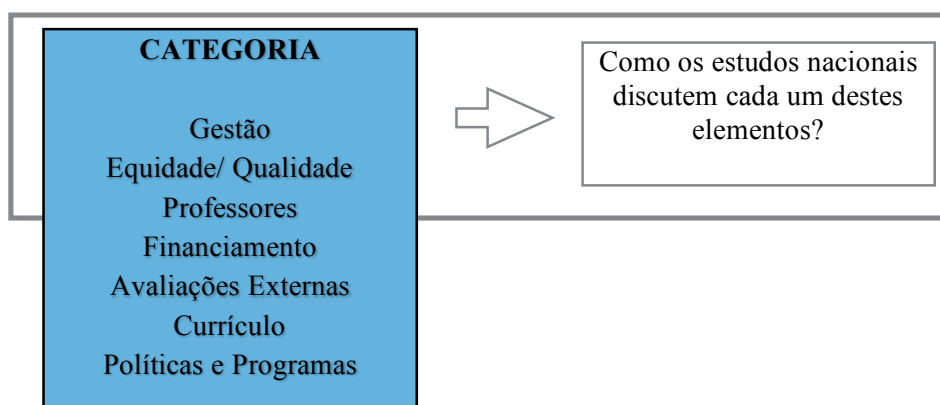 CATEGORIA
Gestão
Equidade/ Qualidade
Professores
Financiamento
Avaliações Externas
Currículo
Políticas e Programas
Como os estudos nacionais
discutem cada um destes
elementos?